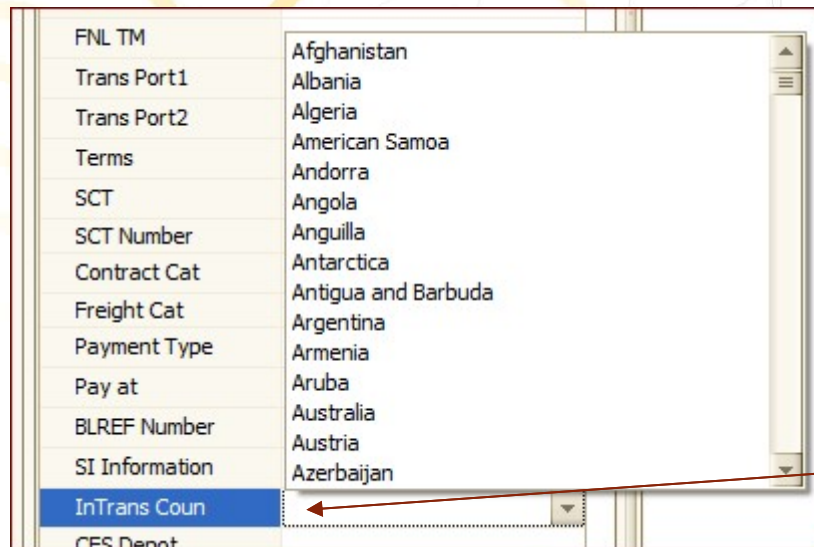 FNL TM
Trans Port1
Trans Port2
Terms
SCT
SCT Number
Contract Cat
Freight Cat
Payment Type
Pay at
BLREF Number
SI Information
InTrans Coun
CFS Depot
Afghanistan
Albania
Algeria
American Samoa
Andorra
Angola
Anguilla
Antarctica
Antigua and Barbuda
Argentina
Armenia
Aruba
Australia
Austria
Azerbaijan